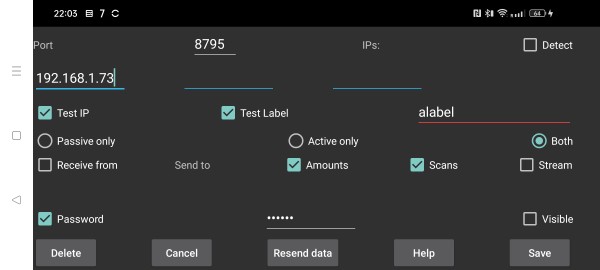 22:03 7 64
Port 8795 IPs: Detect
192.168.1.73
Test IP Test Label alabel
Passive only Active only Both
Receive from Send to Amounts Scans Stream
Password •••••• Visible
Delete Cancel Resend data Help Save